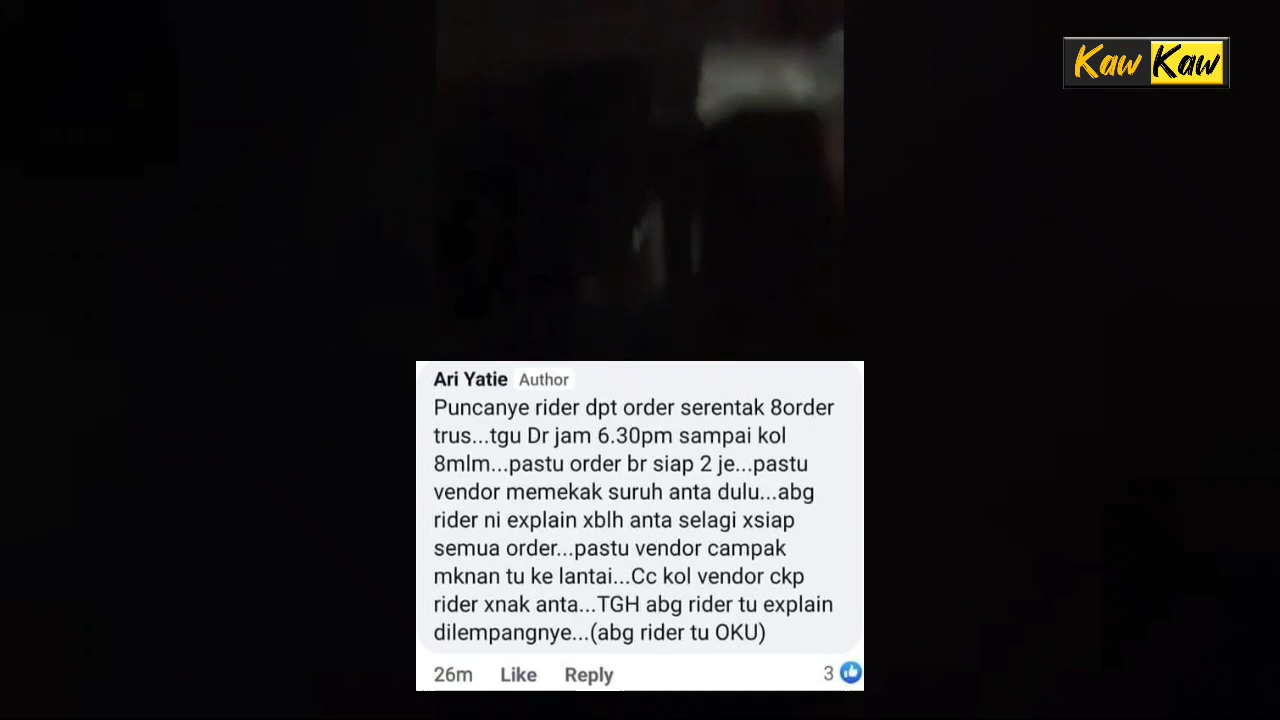 Kaw Kaw
Ari Yatie Author
Puncanye rider dpt order serentak 8order
trus...tgu Dr jam 6.30pm sampai kol
8mlm...pastu order br siap 2 je...pastu
vendor memekak suruh anta dulu...abg
rider ni explain xblh anta selagi xsiap
semua order...pastu vendor campak
mknan tu ke lantai...Cc kol vendor ckp
rider xnak anta...TGH abg rider tu explain
dilempangnye...(abg rider tu OKU)
26m Like Reply 3